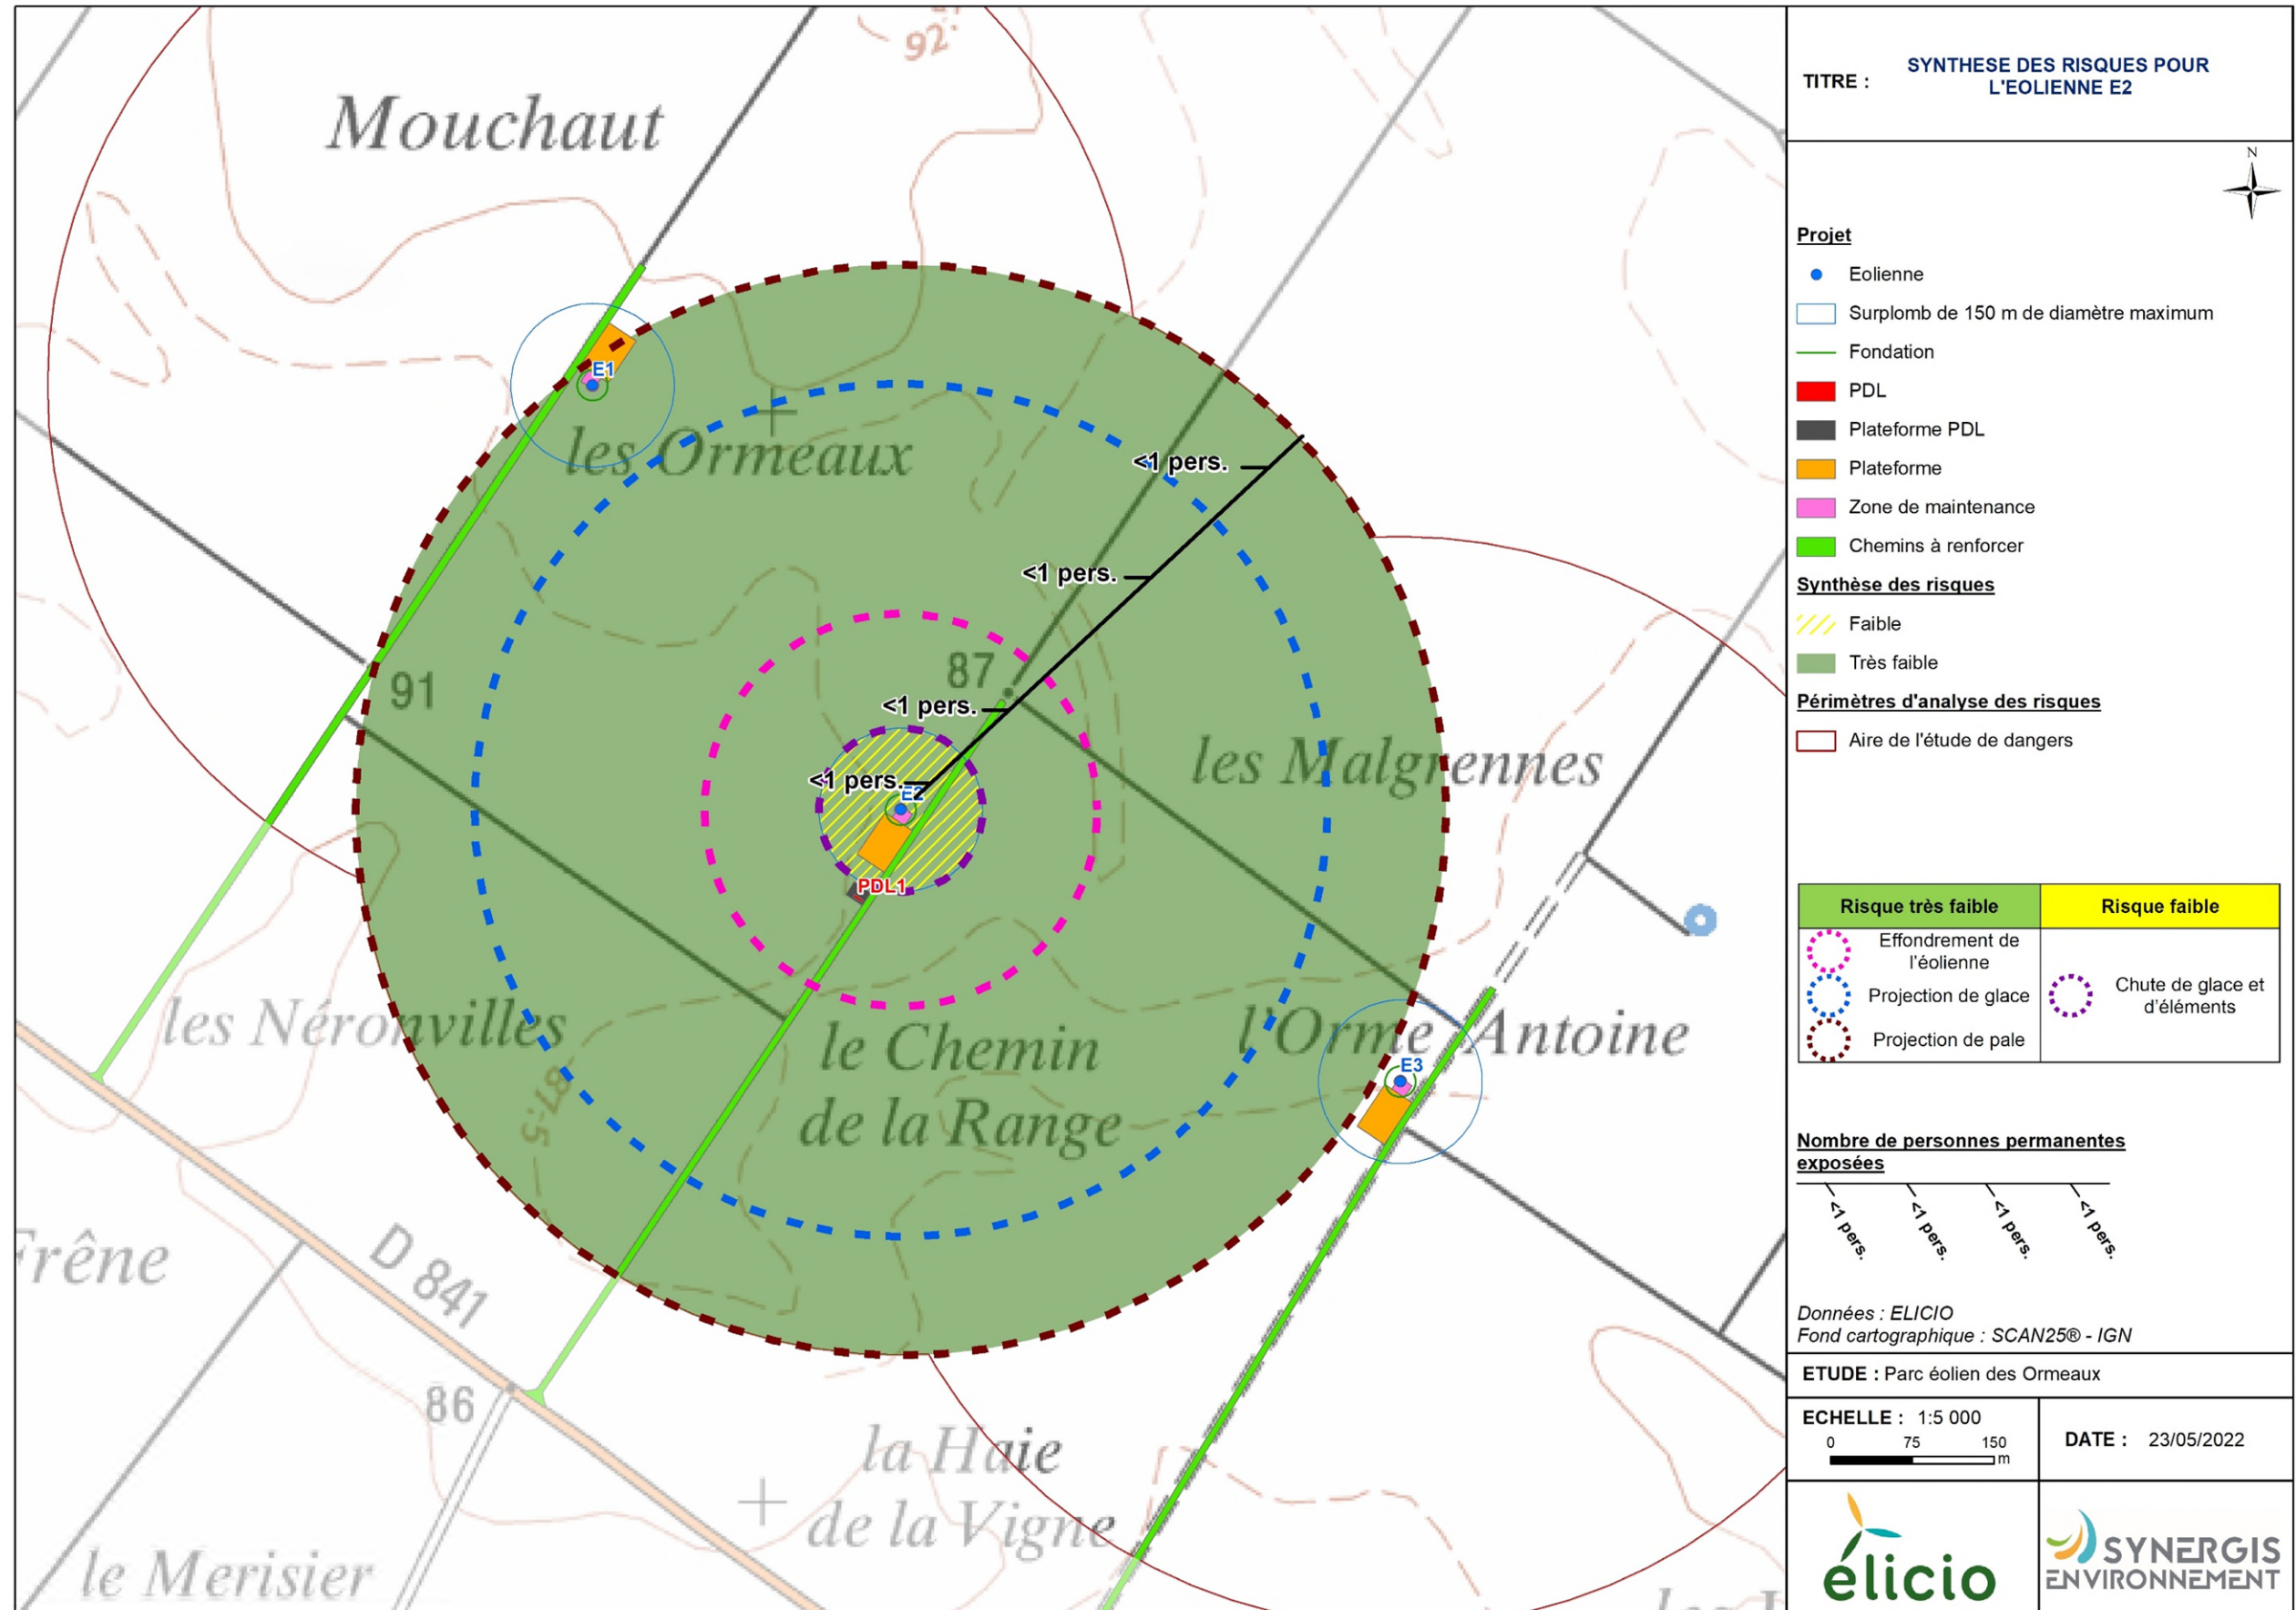 92.
Mouchaut
E1
les Ormeaux
<1 pers.
<1 pers.
87
91
<1 pers.
les Malgrennes
<1 pers.
E2
PDL1
les Néronvilles
le Chemin
de la Range
l'Orme Antoine
E3
87.5
Frêne
D 841
86
la Haie
de la Vigne
le Merisier
TITRE :
SYNTHESE DES RISQUES POUR
L'EOLIENNE E2
N
Projet
Eolienne
Surplomb de 150 m de diamètre maximum
Fondation
PDL
Plateforme PDL
Plateforme
Zone de maintenance
Chemins à renforcer
Synthèse des risques
Faible
Très faible
Périmètres d'analyse des risques
Aire de l'étude de dangers
Risque très faible
Risque faible
Effondrement de
l'éolienne
Projection de glace
Projection de pale
Chute de glace et
d'éléments
Nombre de personnes permanentes
exposées
<1 pers.
<1 pers.
<1 pers.
<1 pers.
Données : ELICIO
Fond cartographique : SCAN25® - IGN
ETUDE : Parc éolien des Ormeaux
ECHELLE : 1:5 000
0 75 150
m
DATE : 23/05/2022
élicio
SYNERGIS
ENVIRONNEMENT